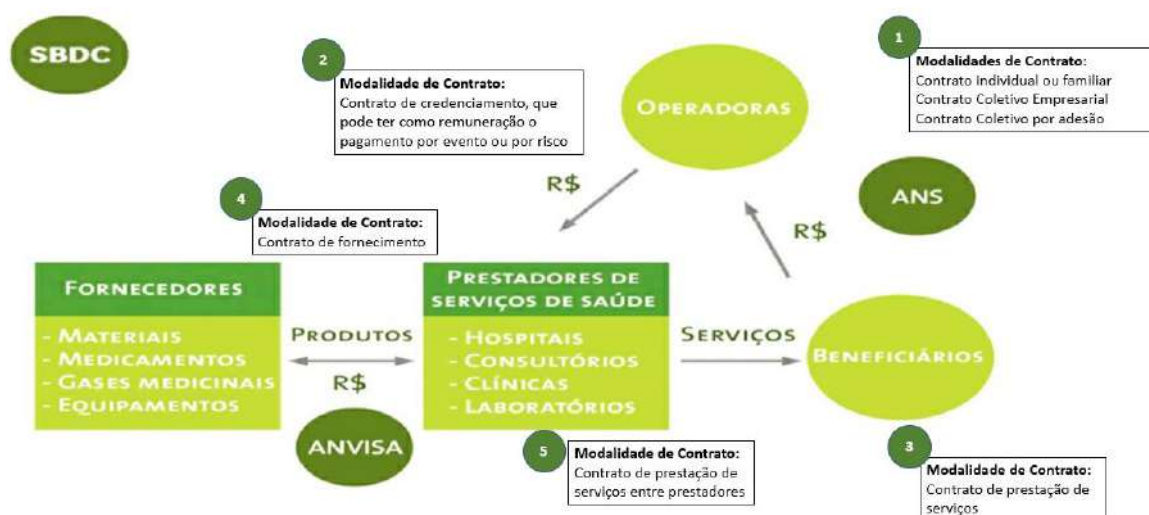 SBDC
1
Modalidades de Contrato:
Contrato individual ou familiar
Contrato Coletivo Empresarial
Contrato Coletivo por adesão
2
Modalidade de Contrato:
Contrato de credenciamento, que
pode ter como remuneração o
pagamento por evento ou por risco
OPERADORAS
R$
ANS
R$
4
Modalidade de Contrato:
Contrato de fornecimento
FORNECEDORES
- MATERIAIS
- MEDICAMENTOS
- GASES MEDICINAIS
- EQUIPAMENTOS
PRODUTOS
R$
ANVISA
PRESTADORES DE
SERVIÇOS DE SAÚDE
- HOSPITAIS
- CONSULTÓRIOS
- CLÍNICAS
- LABORATÓRIOS
SERVIÇOS
BENEFICIÁRIOS
5
Modalidade de Contrato:
Contrato de prestação de
serviços entre prestadores
3
Modalidade de Contrato:
Contrato de prestação de
serviços